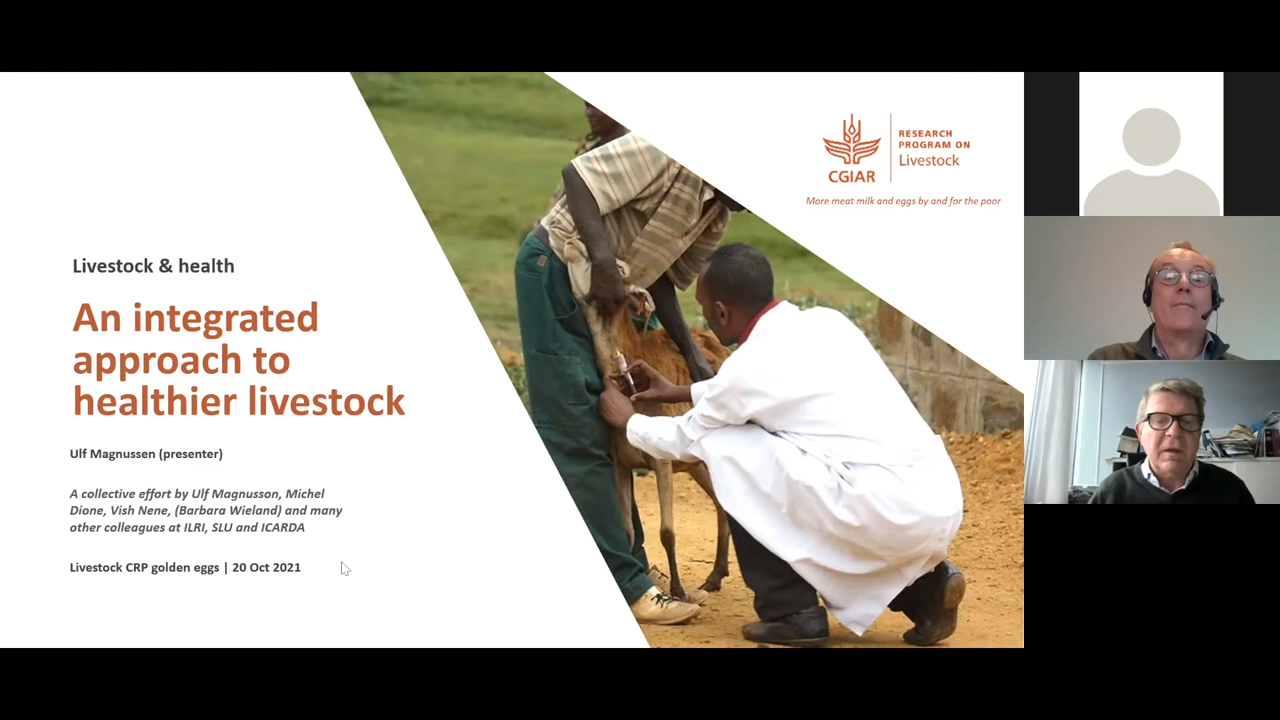 Livestock & health
An integrated
approach to
healthier livestock
Ulf Magnussen (presenter)
A collective effort by Ulf Magnusson, Michel
Dione, Vish Nene, (Barbara Wieland) and many
other colleagues at ILRI, SLU and ICARDA
Livestock CRP golden eggs | 20 Oct 2021
CGIAR
RESEARCH
PROGRAM ON
Livestock
More meat milk and eggs by and for the poor